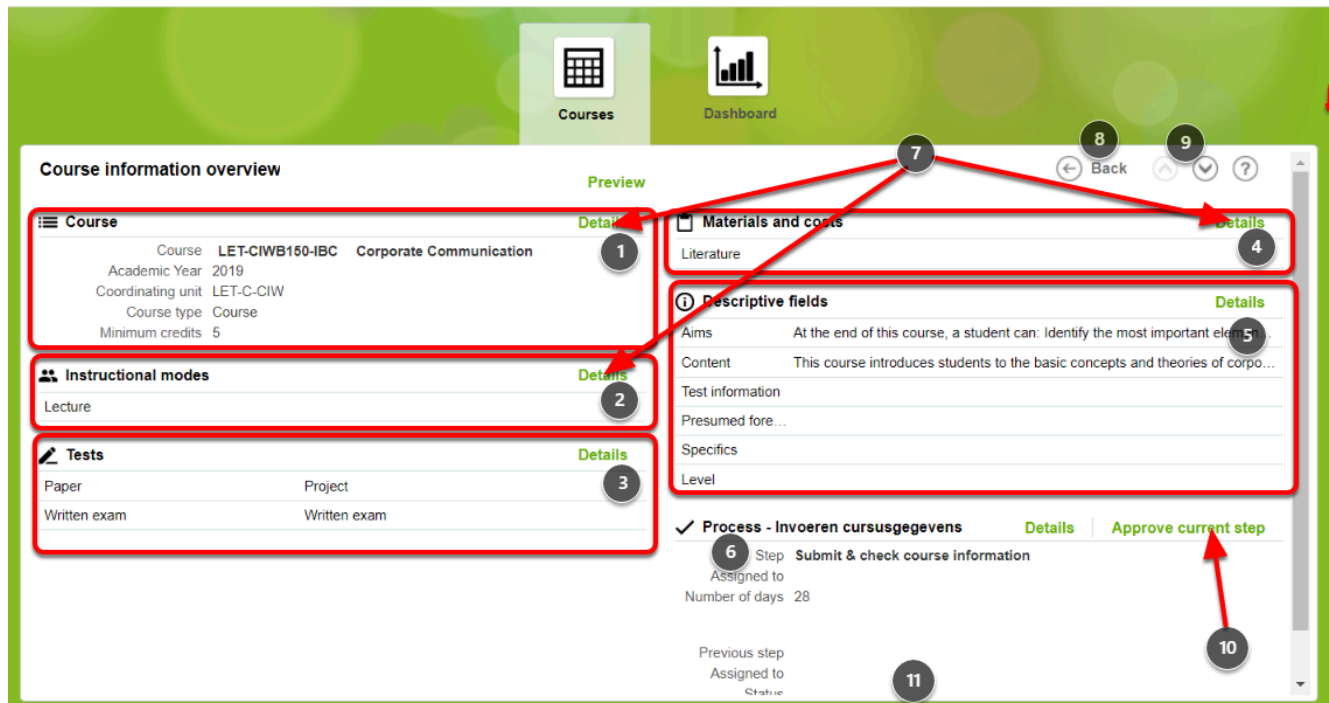 Courses
Dashboard
7
8
9
Course information overview
Preview
Back
?
Course
Details
1
Course LET-CIWB150-IBC Corporate Communication
Academic Year 2019
Coordinating unit LET-C-CIW
Course type Course
Minimum credits 5
Instructional modes
Details
2
Lecture
Tests
Details
3
Paper Project
Written exam Written exam
Materials and costs
Details
4
Literature
Descriptive fields
Details
5
Aims At the end of this course, a student can: Identify the most important elemen...
Content This course introduces students to the basic concepts and theories of corpo...
Test information
Presumed fore...
Specifics
Level
Process - Invoeren cursusgegevens Details Approve current step
6
Step Submit & check course information
Assigned to
Number of days 28
10
Previous step
Assigned to
11
Status